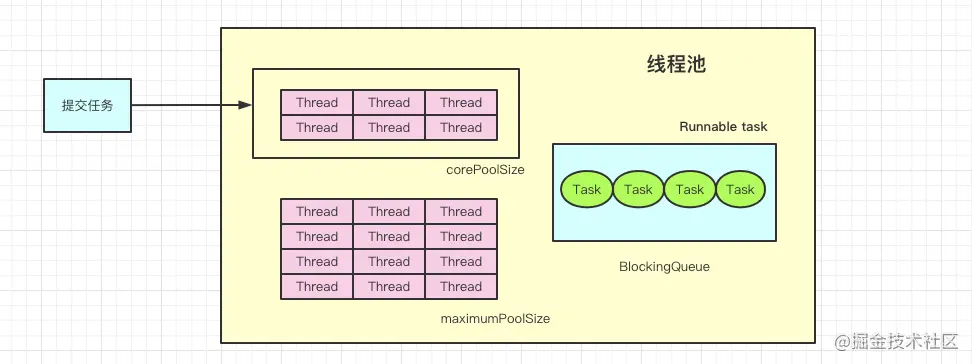 线程池
提交任务
Thread Thread Thread
Thread Thread Thread
corePoolSize
Runnable task
Task Task Task Task
BlockingQueue
Thread Thread Thread
Thread Thread Thread
Thread Thread Thread
Thread Thread Thread
maximumPoolSize
@掘金技术社区